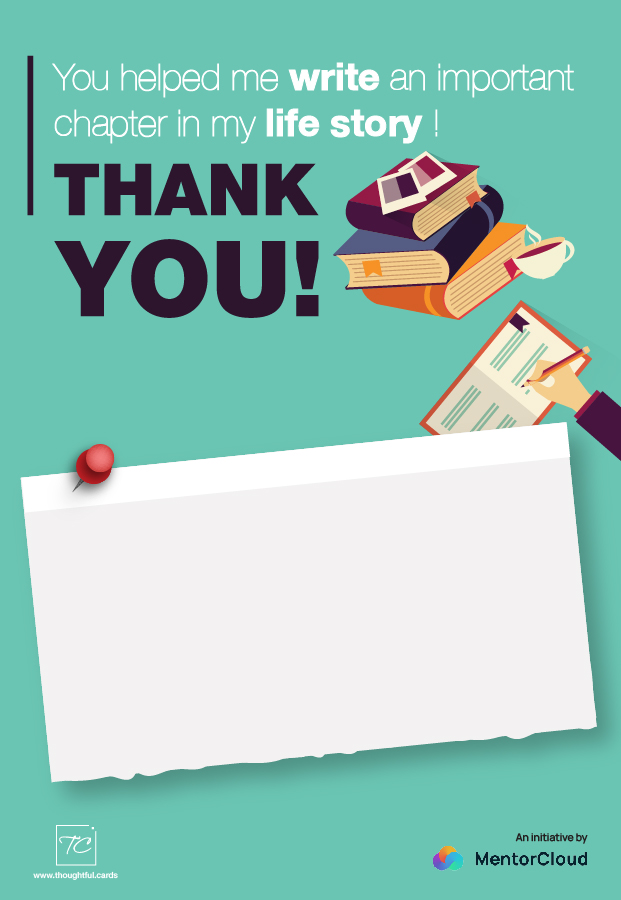 You helped me write an important
chapter in my life story !
THANK
YOU!
TC
www.thoughtful.cards
An initiative by
MentorCloud